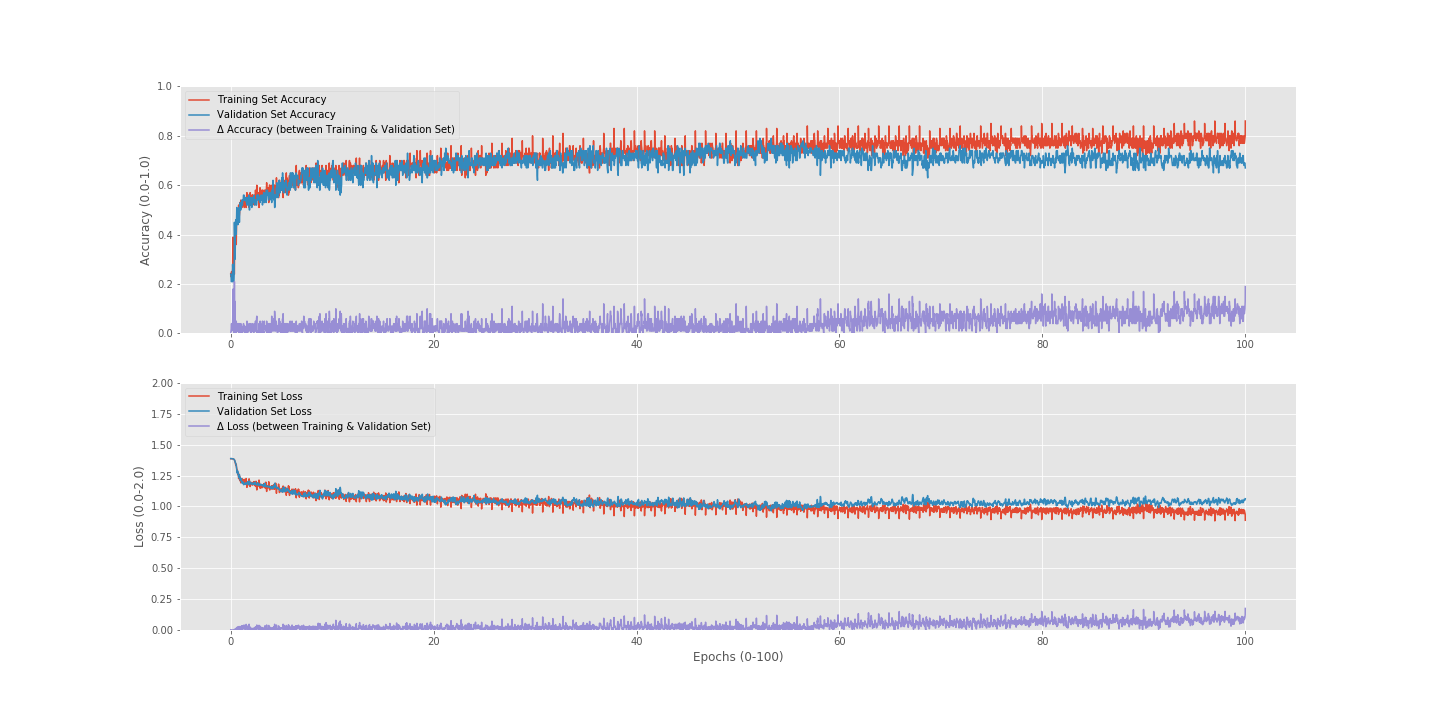 1.0
0.8
0.6
0.4
0.2
0.0
Accuracy (0.0-1.0)
Training Set Accuracy
Validation Set Accuracy
Δ Accuracy (between Training & Validation Set)
0 20 40 60 80 100
2.00
1.75
1.50
1.25
1.00
0.75
0.50
0.25
0.00
Loss (0.0-2.0)
Training Set Loss
Validation Set Loss
Δ Loss (between Training & Validation Set)
0 20 40 60 80 100
Epochs (0-100)